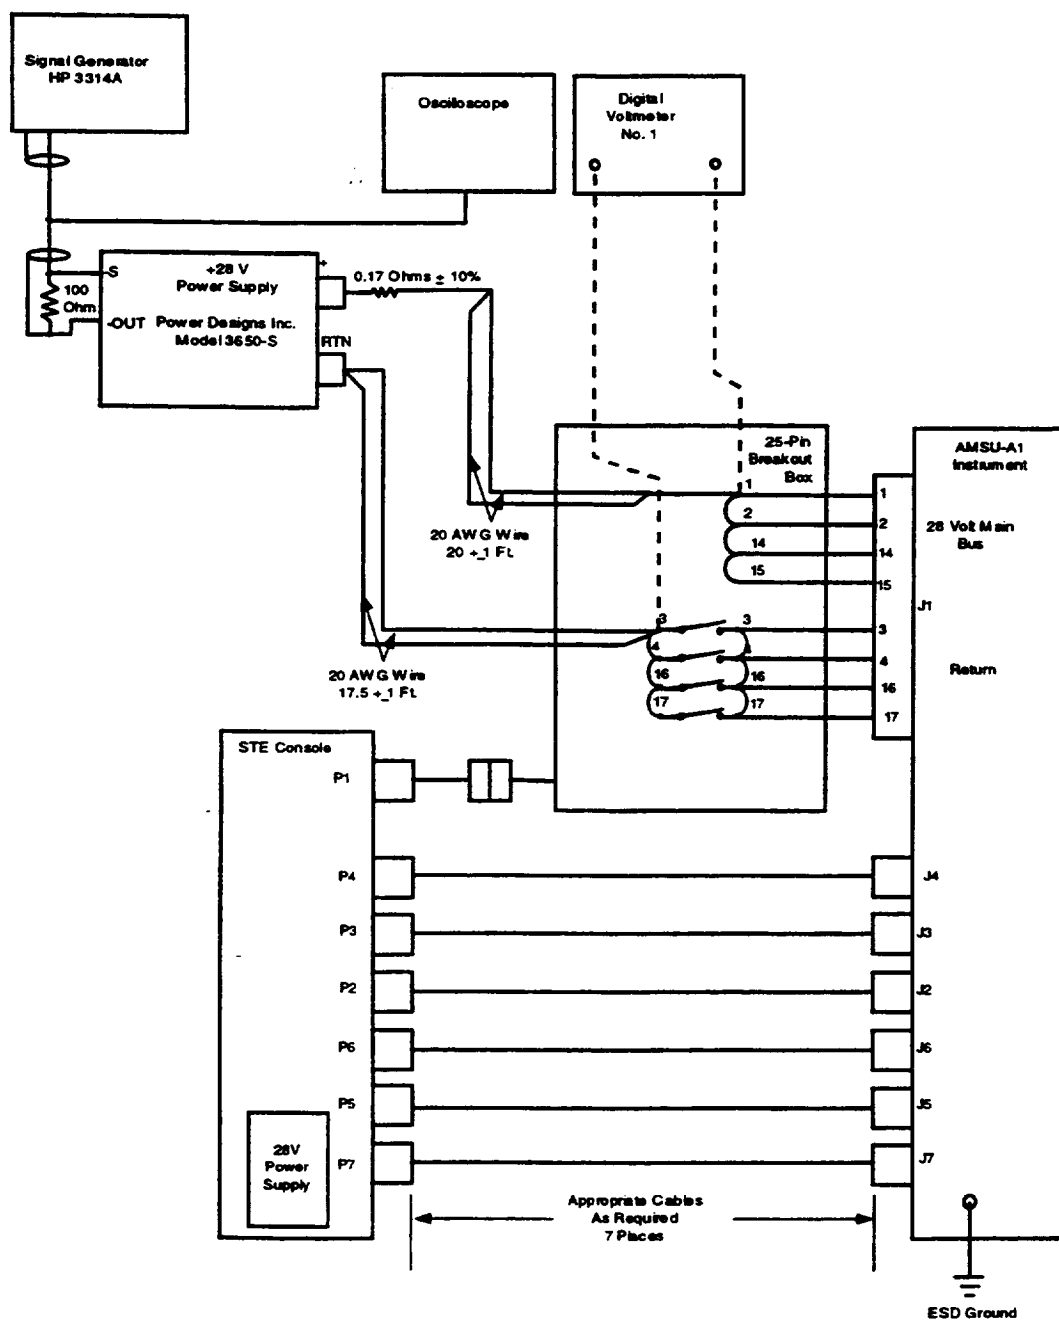 Signal Generator
HP 3314A
Oscilloscope
Digital
Voltmeter
No. 1
S
+28 V
Power Supply
+
0.17 Ohms ± 10%
100
Ohm
-OUT
Power Designs Inc.
Model 3650-S
RTN
25-Pin
Breakout
Box
AMSU-A1
Instrument
1
1
2
2
28 Volt Main
Bus
14
14
15
15
20 AWG Wire
20 +_1 Ft.
J1
3
3
3
4
4
16
16
16
17
17
17
Return
20 AWG Wire
17.5 +_1 Ft.
STE Console
P1
P4
J4
P3
J3
P2
J2
P6
J6
P5
J5
P7
J7
28V
Power
Supply
Appropriate Cables
As Required
7 Places
ESD Ground